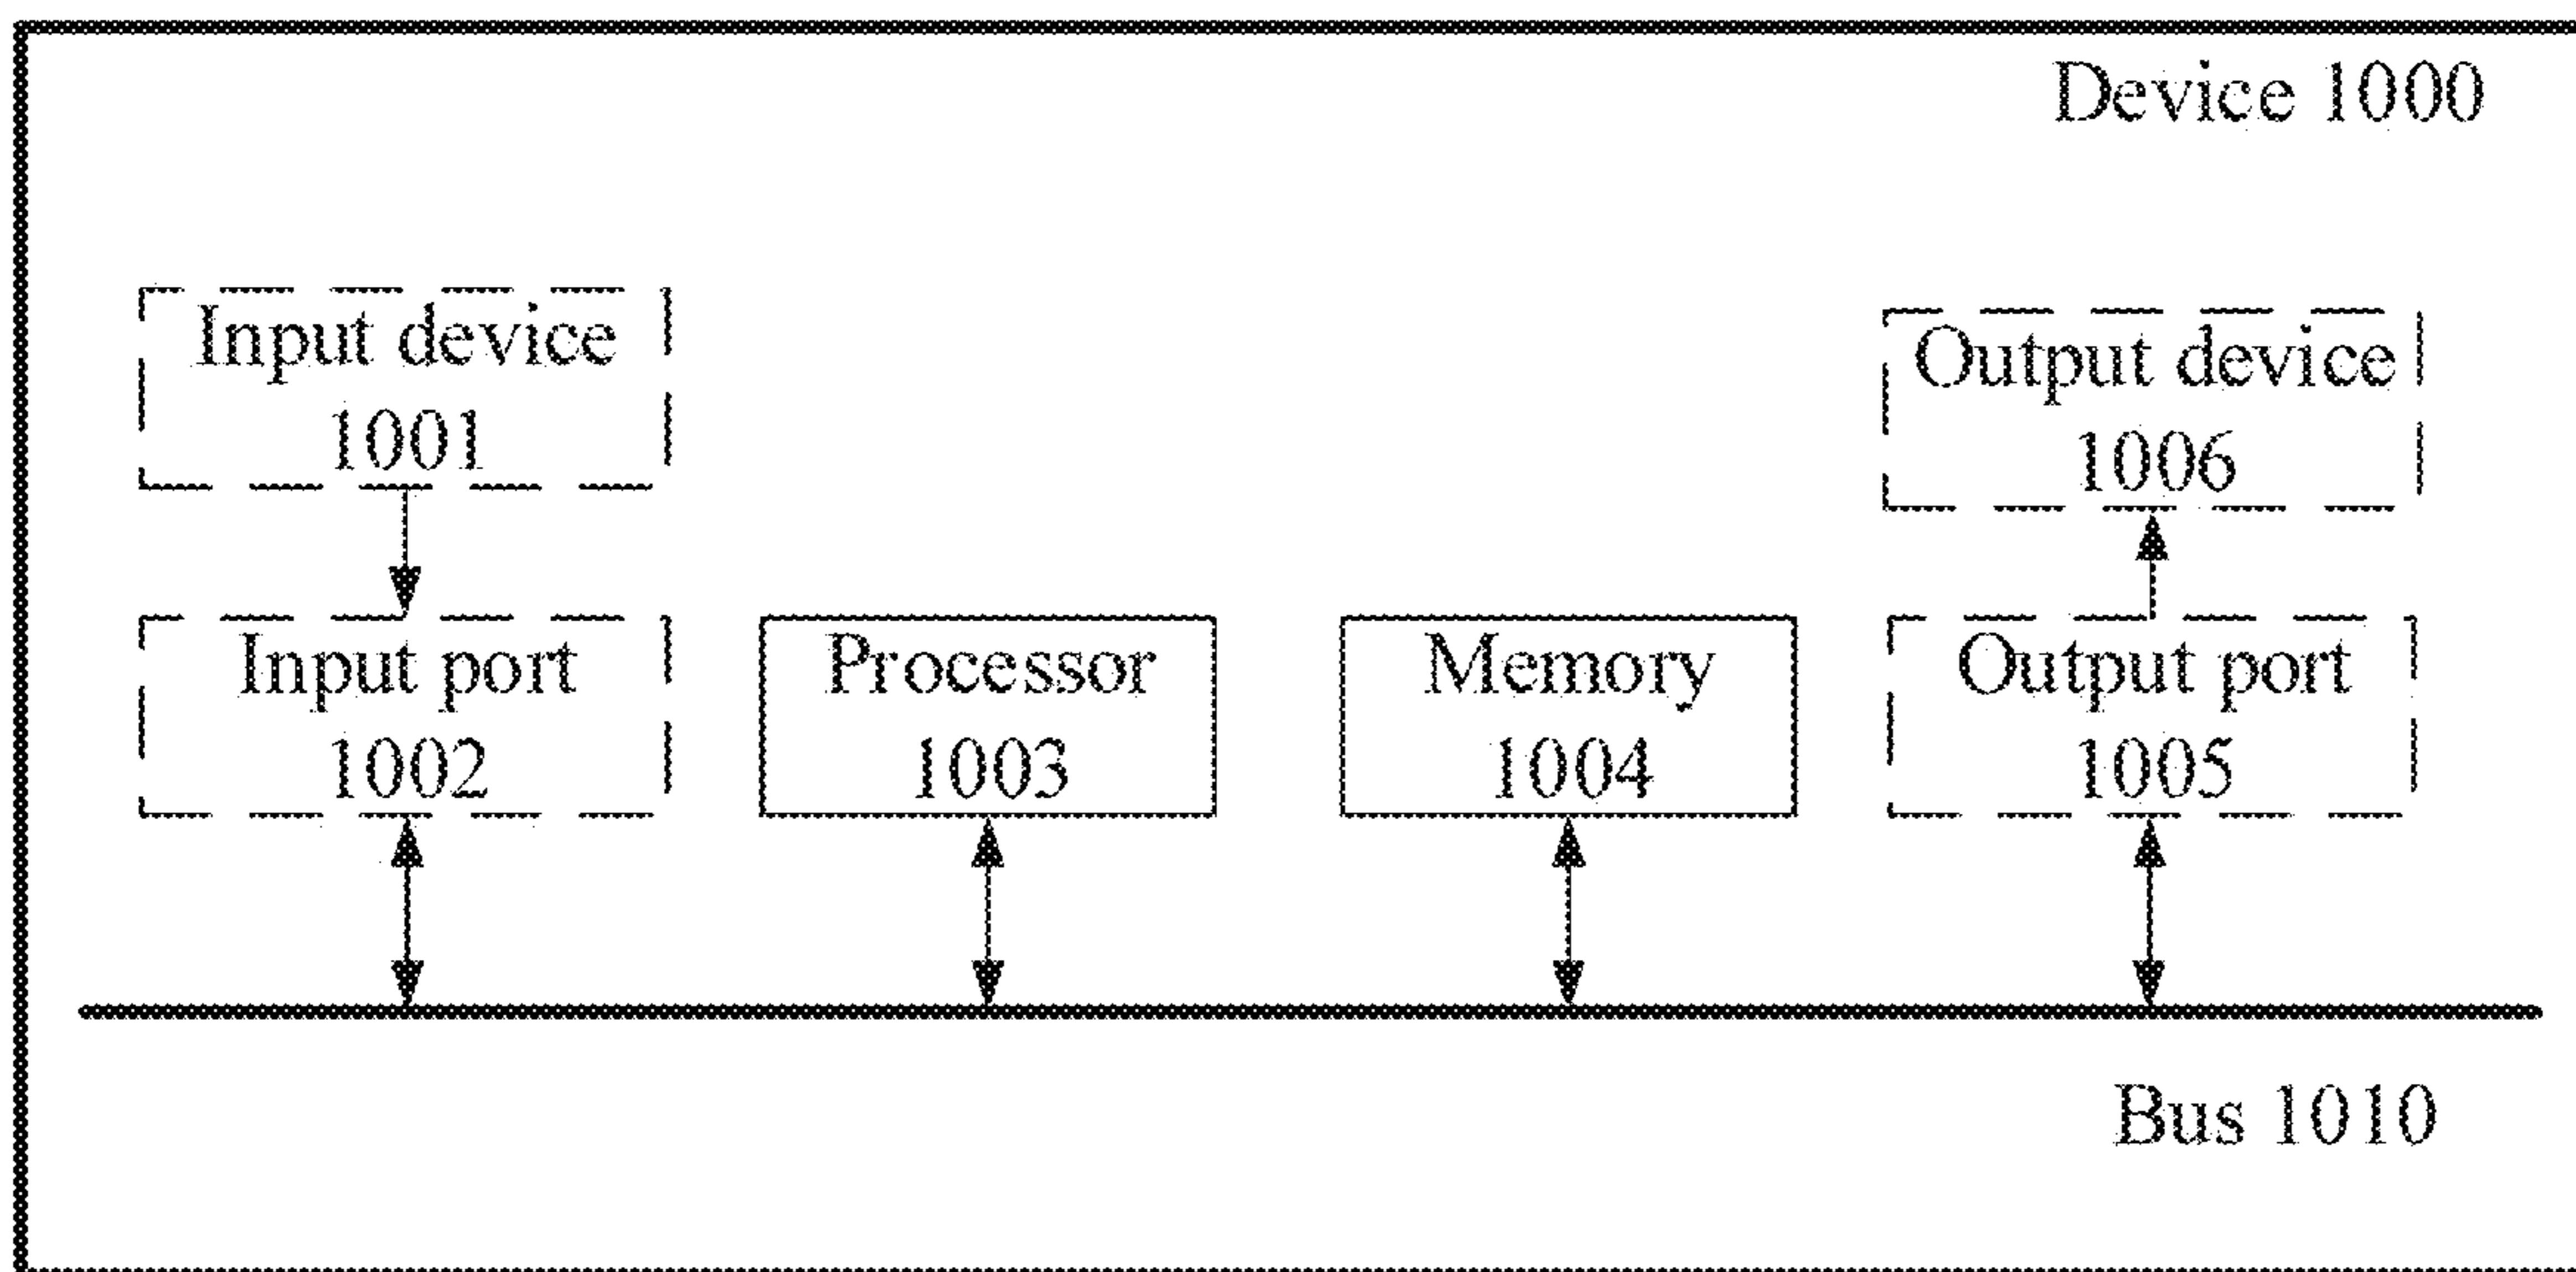 Device 1000
Input device
1001
Output device
1006
Input port
1002
Processor
1003
Memory
1004
Output port
1005
Bus 1010